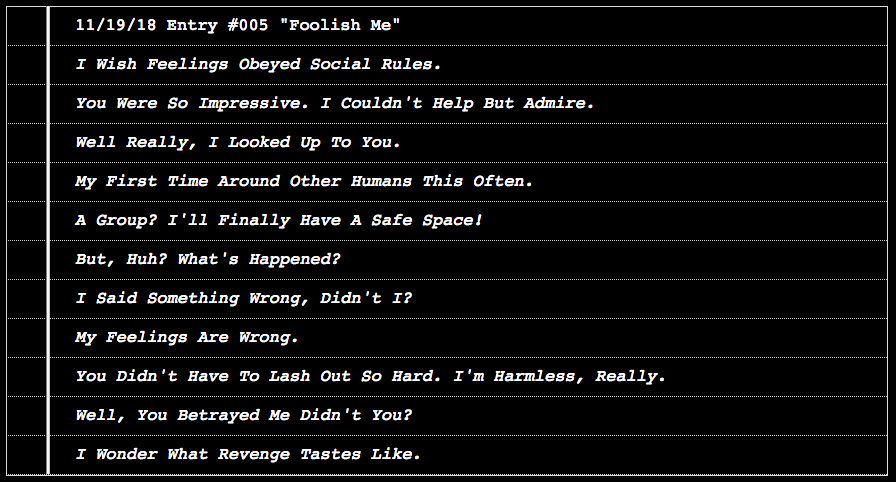 11/19/18 Entry #005 "Foolish Me"
I Wish Feelings Obeyed Social Rules.
You Were So Impressive. I Couldn't Help But Admire.
Well Really, I Looked Up To You.
My First Time Around Other Humans This Often.
A Group? I'll Finally Have A Safe Space!
But, Huh? What's Happened?
I Said Something Wrong, Didn't I?
My Feelings Are Wrong.
You Didn't Have To Lash Out So Hard. I'm Harmless, Really.
Well, You Betrayed Me Didn't You?
I Wonder What Revenge Tastes Like.